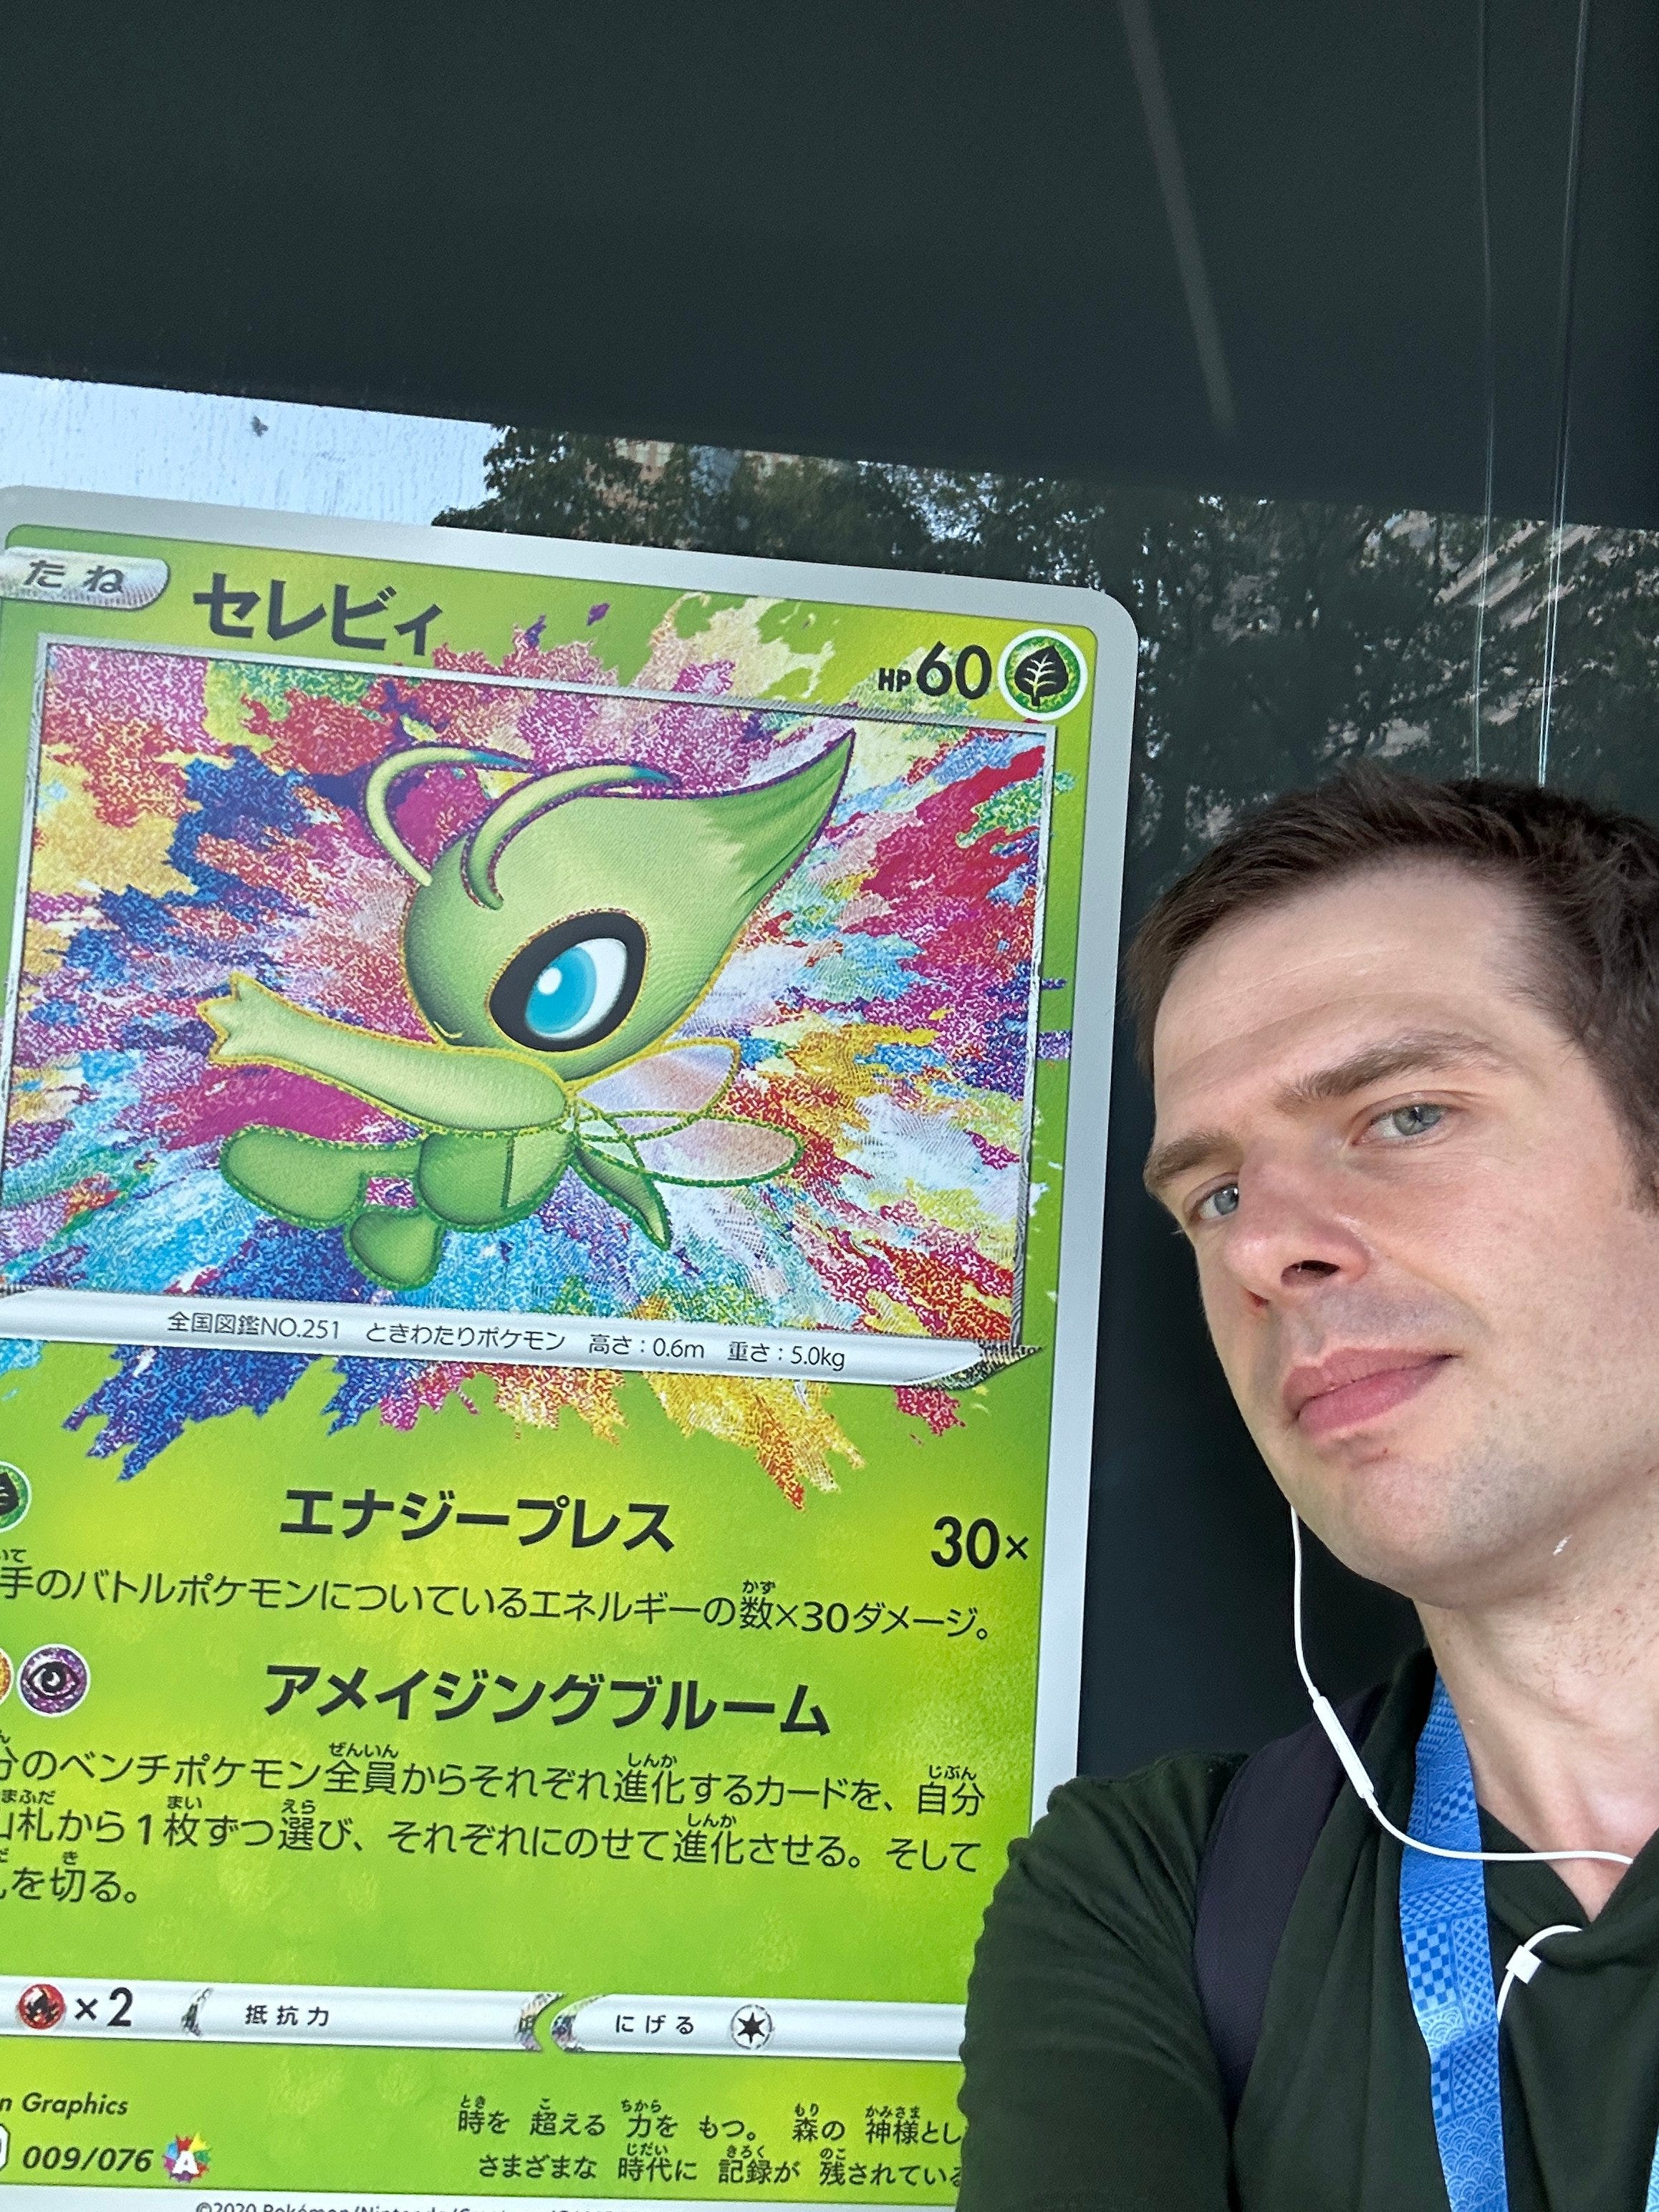 たね
セレビィ
HP60
全国図鑑NO.251 ときわたりポケモン 高さ：0.6m 重さ：5.0kg
エナジープレス 30×
手のバトルポケモンについているエネルギーの数×30ダメージ。
アメイジングブルーム
分のベンチポケモン全員からそれぞれ進化するカードを、自分
札から1枚ずつ選び、それぞれにのせて進化させる。そして
を切る。
×2 抵抗力 にげる
n Graphics
009/076 A
時を 超える 力を もつ。 森の 神様とし
さまざまな 時代に 記録が 残されている
©2020 Pokémon/Nintendo/